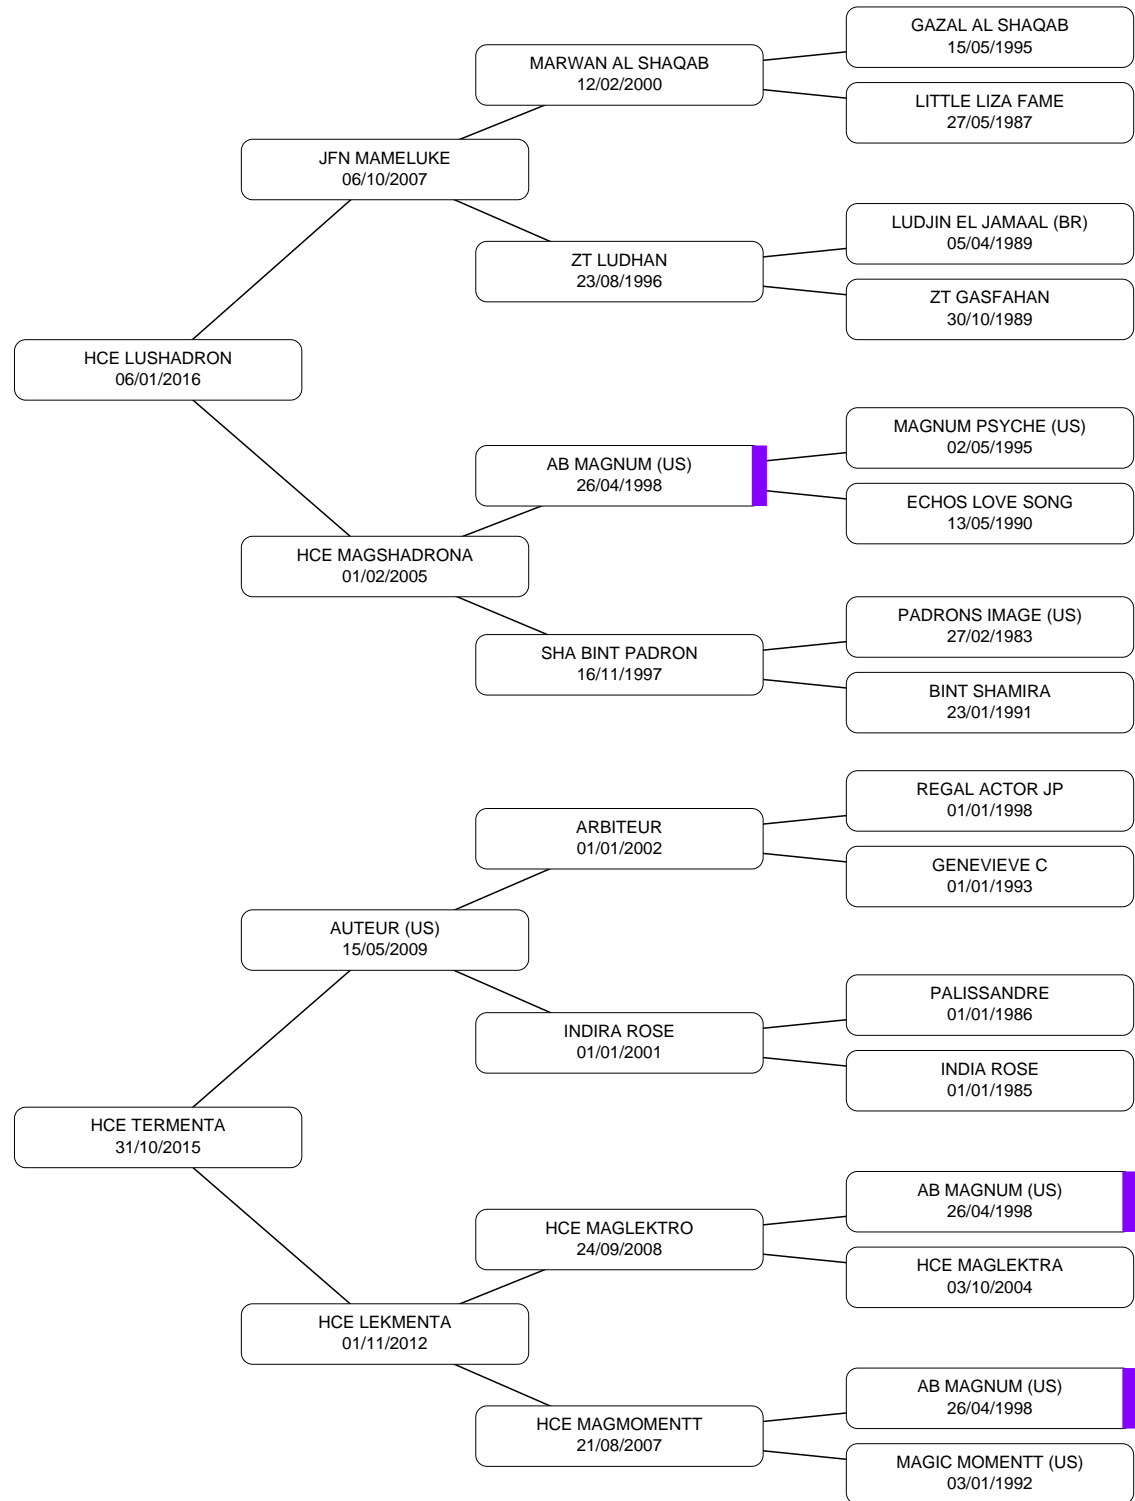 GAZAL AL SHAQAB
15/05/1995
MARWAN AL SHAQAB
12/02/2000
LITTLE LIZA FAME
27/05/1987
JFN MAMELUKE
06/10/2007
LUDJIN EL JAMAAL (BR)
05/04/1989
ZT LUDHAN
23/08/1996
ZT GASFAHAN
30/10/1989
HCE LUSHADRON
06/01/2016
MAGNUM PSYCHE (US)
02/05/1995
AB MAGNUM (US)
26/04/1998
ECHOS LOVE SONG
13/05/1990
HCE MAGSHADRONA
01/02/2005
PADRONS IMAGE (US)
27/02/1983
SHA BINT PADRON
16/11/1997
BINT SHAMIRA
23/01/1991
REGAL ACTOR JP
01/01/1998
ARBITEUR
01/01/2002
GENEVIEVE C
01/01/1993
AUTEUR (US)
15/05/2009
PALISSANDRE
01/01/1986
INDIRA ROSE
01/01/2001
INDIA ROSE
01/01/1985
HCE TERMENTA
31/10/2015
AB MAGNUM (US)
26/04/1998
HCE MAGLEKTRO
24/09/2008
HCE MAGLEKTRA
03/10/2004
HCE LEKMENTA
01/11/2012
AB MAGNUM (US)
26/04/1998
HCE MAGMOMENTT
21/08/2007
MAGIC MOMENTT (US)
03/01/1992